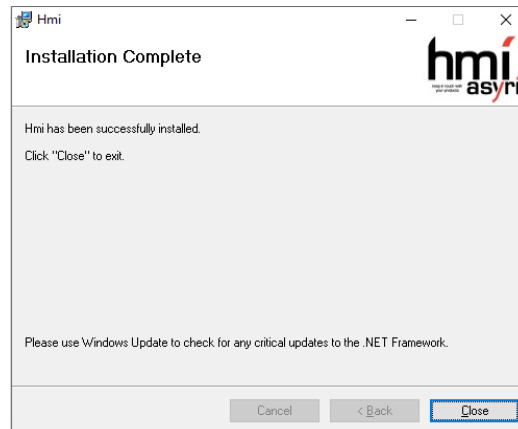 Hmi
Installation Complete
hmi
asyri
Hmi has been successfully installed.
Click "Close" to exit.
Please use Windows Update to check for any critical updates to the .NET Framework.
Cancel
< Back
Close